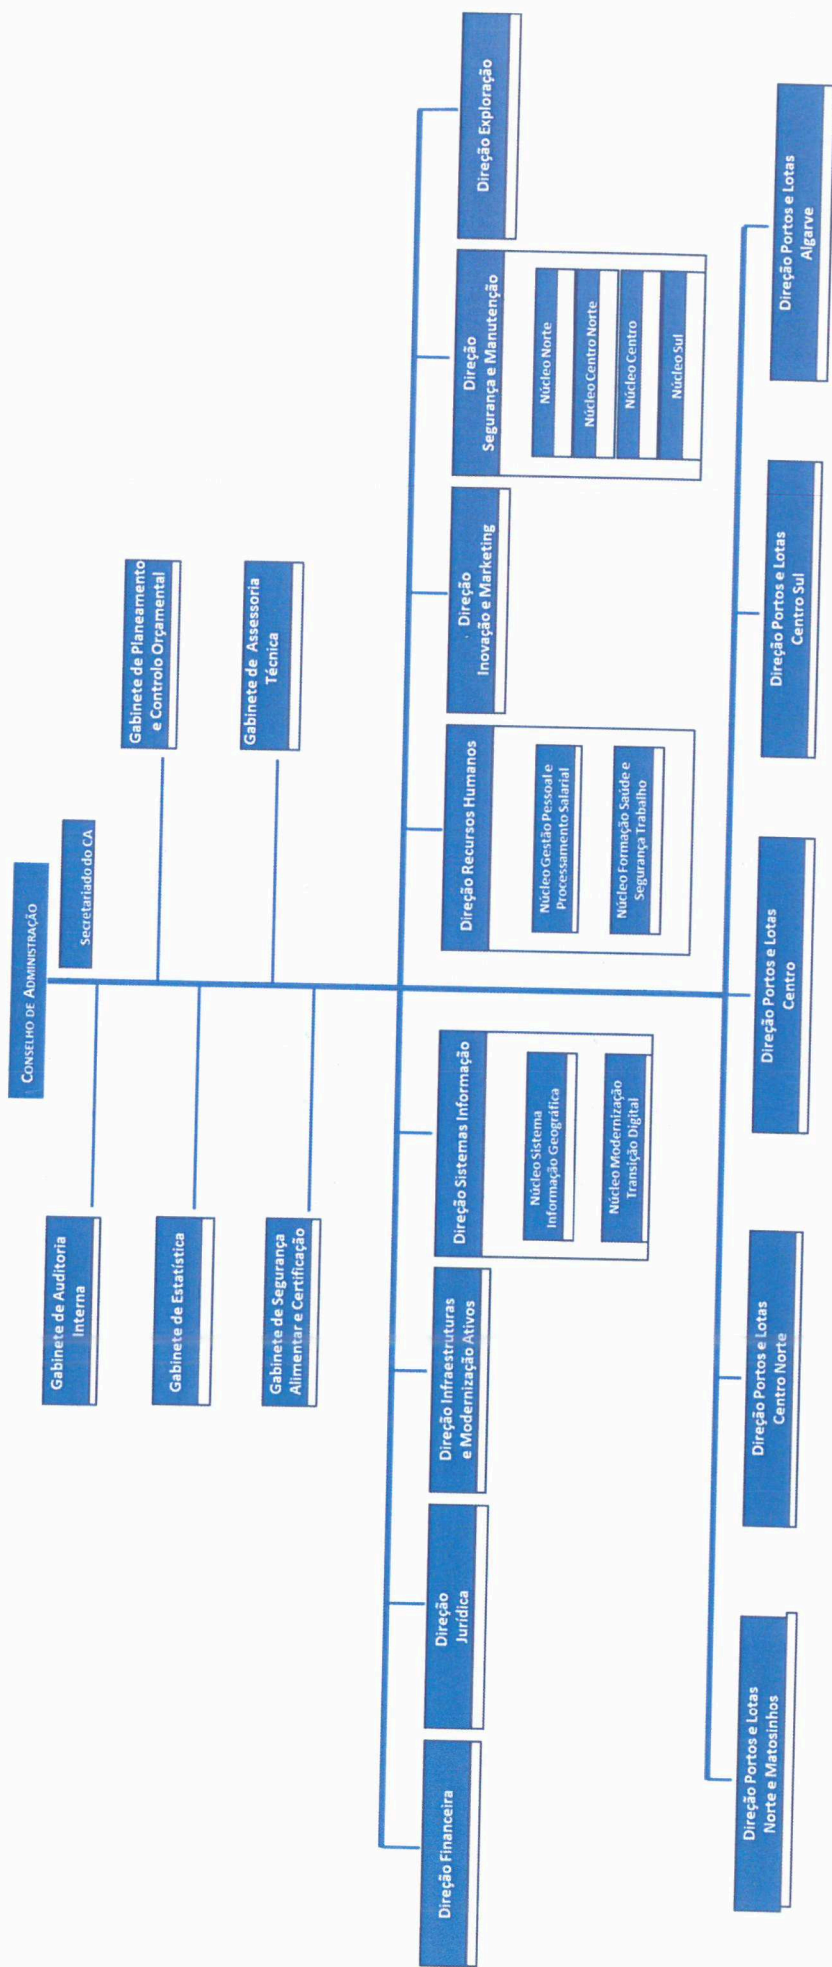 CONSELHO DE ADMINISTRAÇÃO
Secretariado do CA
Gabinete de Auditoria
Interna
Gabinete de Planeamento
e Controlo Orçamental
Gabinete de Estatística
Gabinete de Assessoria
Técnica
Gabinete de Segurança
Alimentar e Certificação
Direção Financeira
Direção
Jurídica
Direção Infraestruturas
e Modernização Ativos
Direção Sistemas Informação
Núcleo Sistema
Informação Geográfica
Núcleo Modernização
Transição Digital
Direção Recursos Humanos
Núcleo Gestão Pessoal e
Processamento Salarial
Núcleo Formação Saúde e
Segurança Trabalho
Direção
Inovação e Marketing
Direção
Segurança e Manutenção
Núcleo Norte
Núcleo Centro Norte
Núcleo Centro
Núcleo Sul
Direção Exploração
Direção Portos e Lotas
Norte e Matosinhos
Direção Portos e Lotas
Centro Norte
Direção Portos e Lotas
Centro
Direção Portos e Lotas
Centro Sul
Direção Portos e Lotas
Algarve